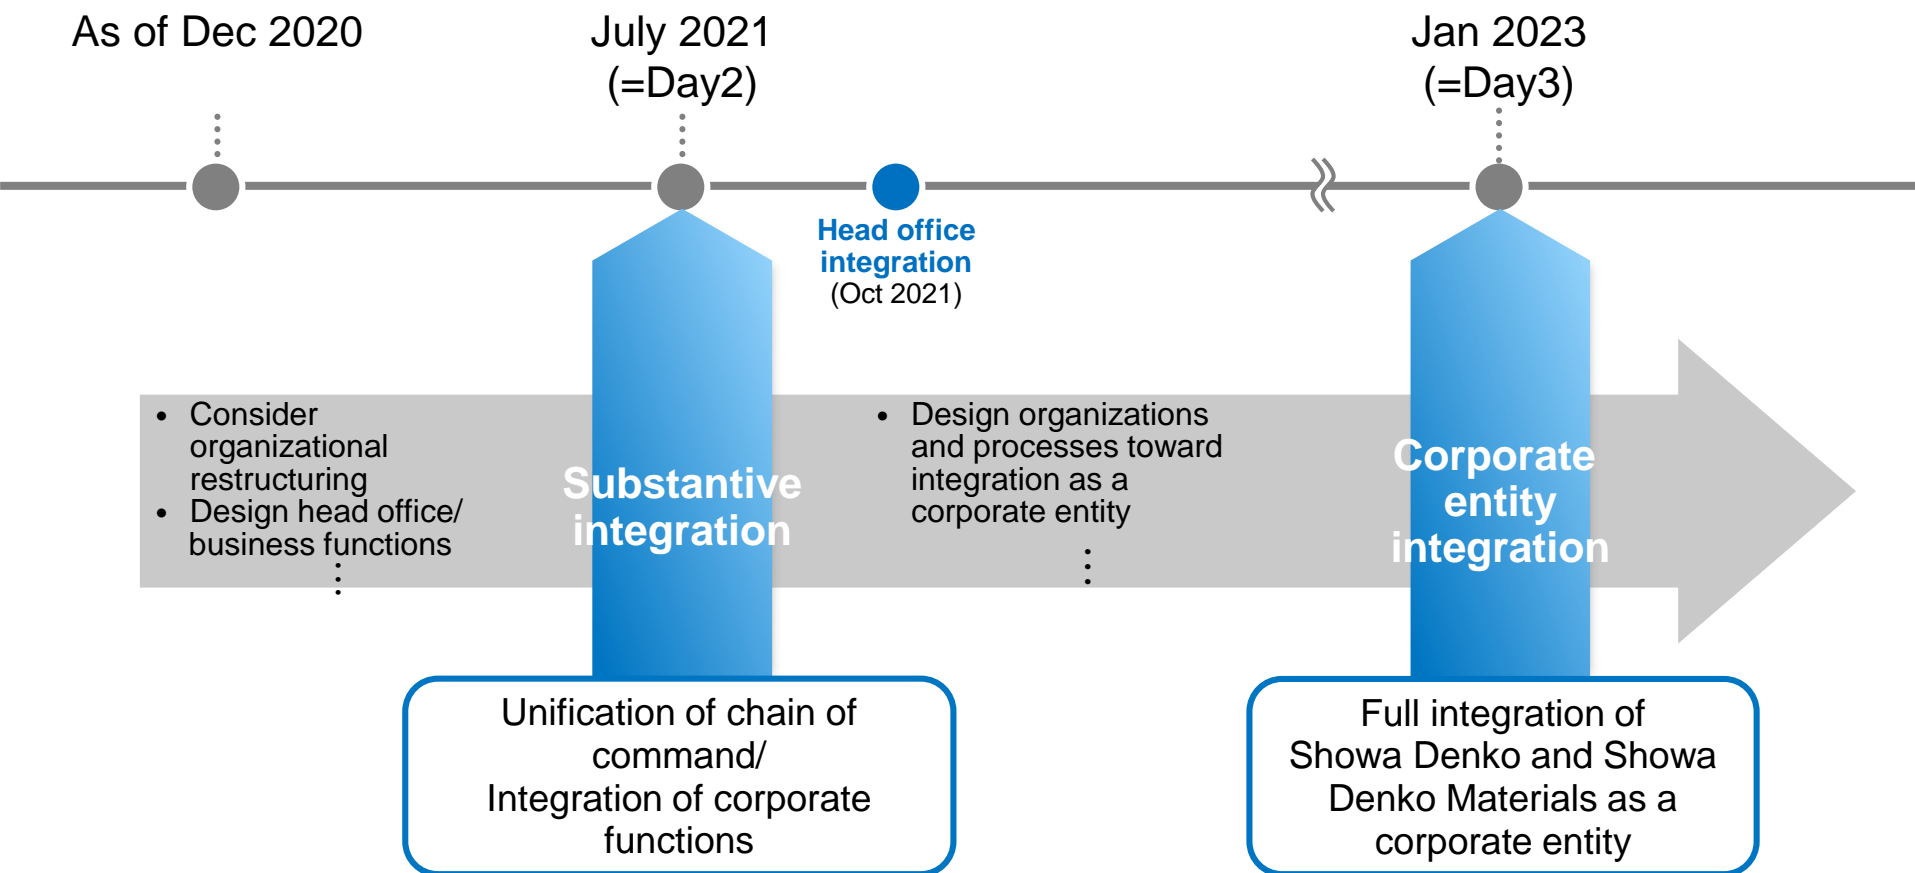 As of Dec 2020
July 2021
(=Day2)
Jan 2023
(=Day3)
Head office
integration
(Oct 2021)
• Consider
organizational
restructuring
• Design head office/
business functions
⋮
Substantive
integration
• Design organizations
and processes toward
integration as a
corporate entity
⋮
Corporate
entity
integration
Unification of chain of
command/
Integration of corporate
functions
Full integration of
Showa Denko and Showa
Denko Materials as a
corporate entity